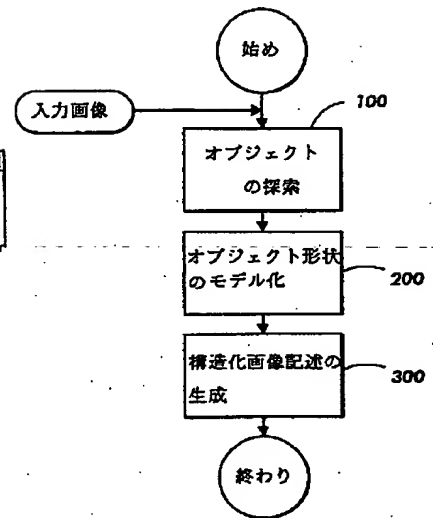 始め
入力画像
100
オブジェクト
の探索
オブジェクト形状
のモデル化
200
構造化画像記述の
生成
300
終わり